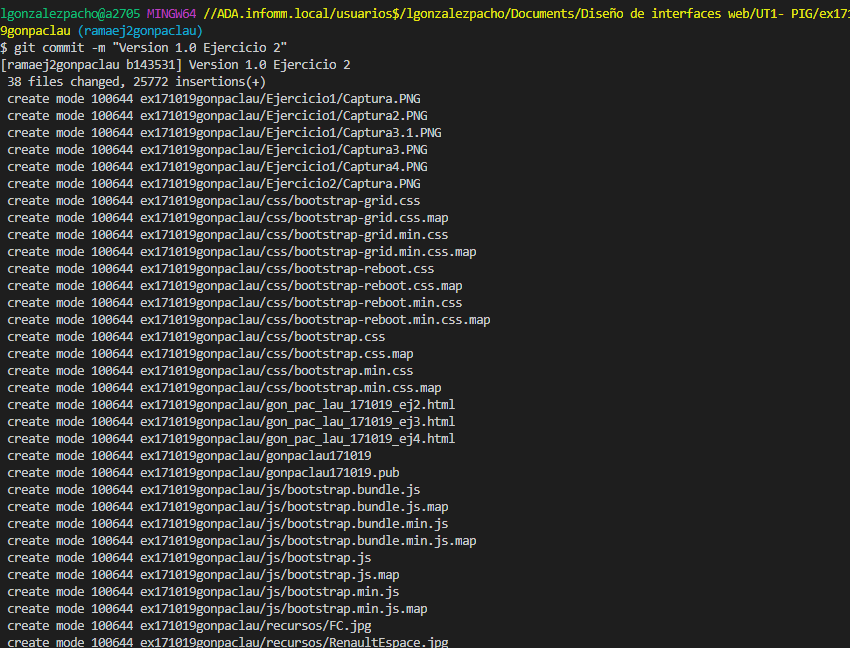 lgonzalezpacho@a2705 MINGW64 //ADA.infomm.local/usuarios$/lgonzalezpacho/Documents/Diseño de interfaces web/UT1- PIG/ex171
9gonpaclau (ramaej2gonpaclau)
$ git commit -m "Version 1.0 Ejercicio 2"
[ramaej2gonpaclau b143531] Version 1.0 Ejercicio 2
38 files changed, 25772 insertions(+)
create mode 100644 ex171019gonpaclau/Ejercicio1/Captura.PNG
create mode 100644 ex171019gonpaclau/Ejercicio1/Captura2.PNG
create mode 100644 ex171019gonpaclau/Ejercicio1/Captura3.1.PNG
create mode 100644 ex171019gonpaclau/Ejercicio1/Captura3.PNG
create mode 100644 ex171019gonpaclau/Ejercicio1/Captura4.PNG
create mode 100644 ex171019gonpaclau/Ejercicio2/Captura.PNG
create mode 100644 ex171019gonpaclau/css/bootstrap-grid.css
create mode 100644 ex171019gonpaclau/css/bootstrap-grid.css.map
create mode 100644 ex171019gonpaclau/css/bootstrap-grid.min.css
create mode 100644 ex171019gonpaclau/css/bootstrap-grid.min.css.map
create mode 100644 ex171019gonpaclau/css/bootstrap-reboot.css
create mode 100644 ex171019gonpaclau/css/bootstrap-reboot.css.map
create mode 100644 ex171019gonpaclau/css/bootstrap-reboot.min.css
create mode 100644 ex171019gonpaclau/css/bootstrap-reboot.min.css.map
create mode 100644 ex171019gonpaclau/css/bootstrap.css
create mode 100644 ex171019gonpaclau/css/bootstrap.css.map
create mode 100644 ex171019gonpaclau/css/bootstrap.min.css
create mode 100644 ex171019gonpaclau/css/bootstrap.min.css.map
create mode 100644 ex171019gonpaclau/gon_pac_lau_171019_ej2.html
create mode 100644 ex171019gonpaclau/gon_pac_lau_171019_ej3.html
create mode 100644 ex171019gonpaclau/gon_pac_lau_171019_ej4.html
create mode 100644 ex171019gonpaclau/gonpaclau171019
create mode 100644 ex171019gonpaclau/gonpaclau171019.pub
create mode 100644 ex171019gonpaclau/js/bootstrap.bundle.js
create mode 100644 ex171019gonpaclau/js/bootstrap.bundle.js.map
create mode 100644 ex171019gonpaclau/js/bootstrap.bundle.min.js
create mode 100644 ex171019gonpaclau/js/bootstrap.bundle.min.js.map
create mode 100644 ex171019gonpaclau/js/bootstrap.js
create mode 100644 ex171019gonpaclau/js/bootstrap.js.map
create mode 100644 ex171019gonpaclau/js/bootstrap.min.js
create mode 100644 ex171019gonpaclau/js/bootstrap.min.js.map
create mode 100644 ex171019gonpaclau/recursos/FC.jpg
create mode 100644 ex171019gonpaclau/recursos/RenaultEspace.jpg